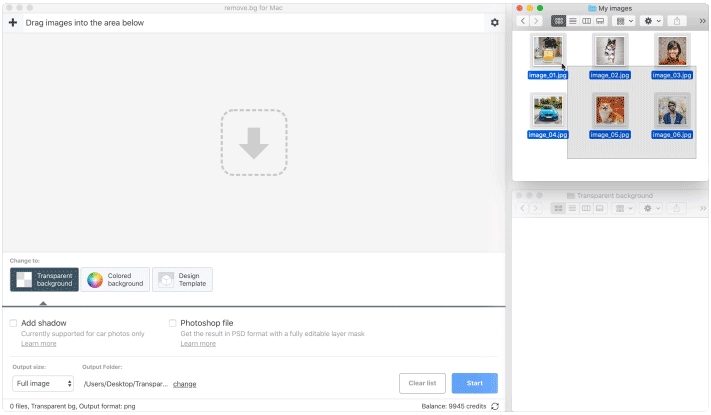 remove.bg for Mac
Drag images into the area below
Change to:
Transparent
background
Colored
background
Design
Template
Add shadow
Currently supported for car photos only
Learn more
Photoshop file
Get the result in PSD format with a fully editable layer mask
Learn more
Output size:
Full image
Output Folder:
/Users/Desktop/Transpar... change
Clear list
Start
0 files, Transparent bg, Output format: png
Balance: 9945 credits
My images
image_01.jpg
image_02.jpg
image_03.jpg
image_04.jpg
image_05.jpg
image_06.jpg
Transparent background